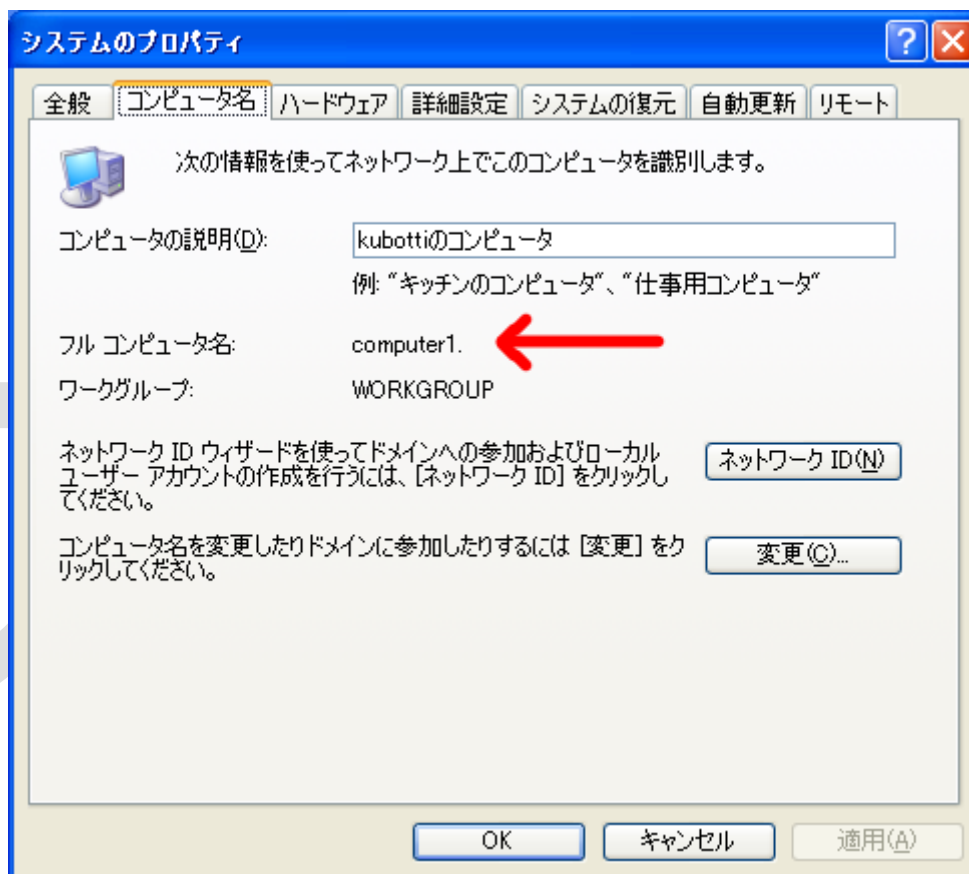 システムのプロパティ
全般 コンピュータ名 ハードウェア 詳細設定 システムの復元 自動更新 リモート
次の情報を使ってネットワーク上でこのコンピュータを識別します。
コンピュータの説明(D): kubottiのコンピュータ
例: "キッチンのコンピュータ"、"仕事用コンピュータ"
フル コンピュータ名: computer1.
ワークグループ: WORKGROUP
ネットワーク ID ウィザードを使ってドメインへの参加およびローカル
ユーザー アカウントの作成を行うには、[ネットワーク ID] をクリックし
てください。
ネットワーク ID(N)
コンピュータ名を変更したりドメインに参加したりするには [変更] をク
リックしてください。
変更(C)...
OK キャンセル 適用(A)